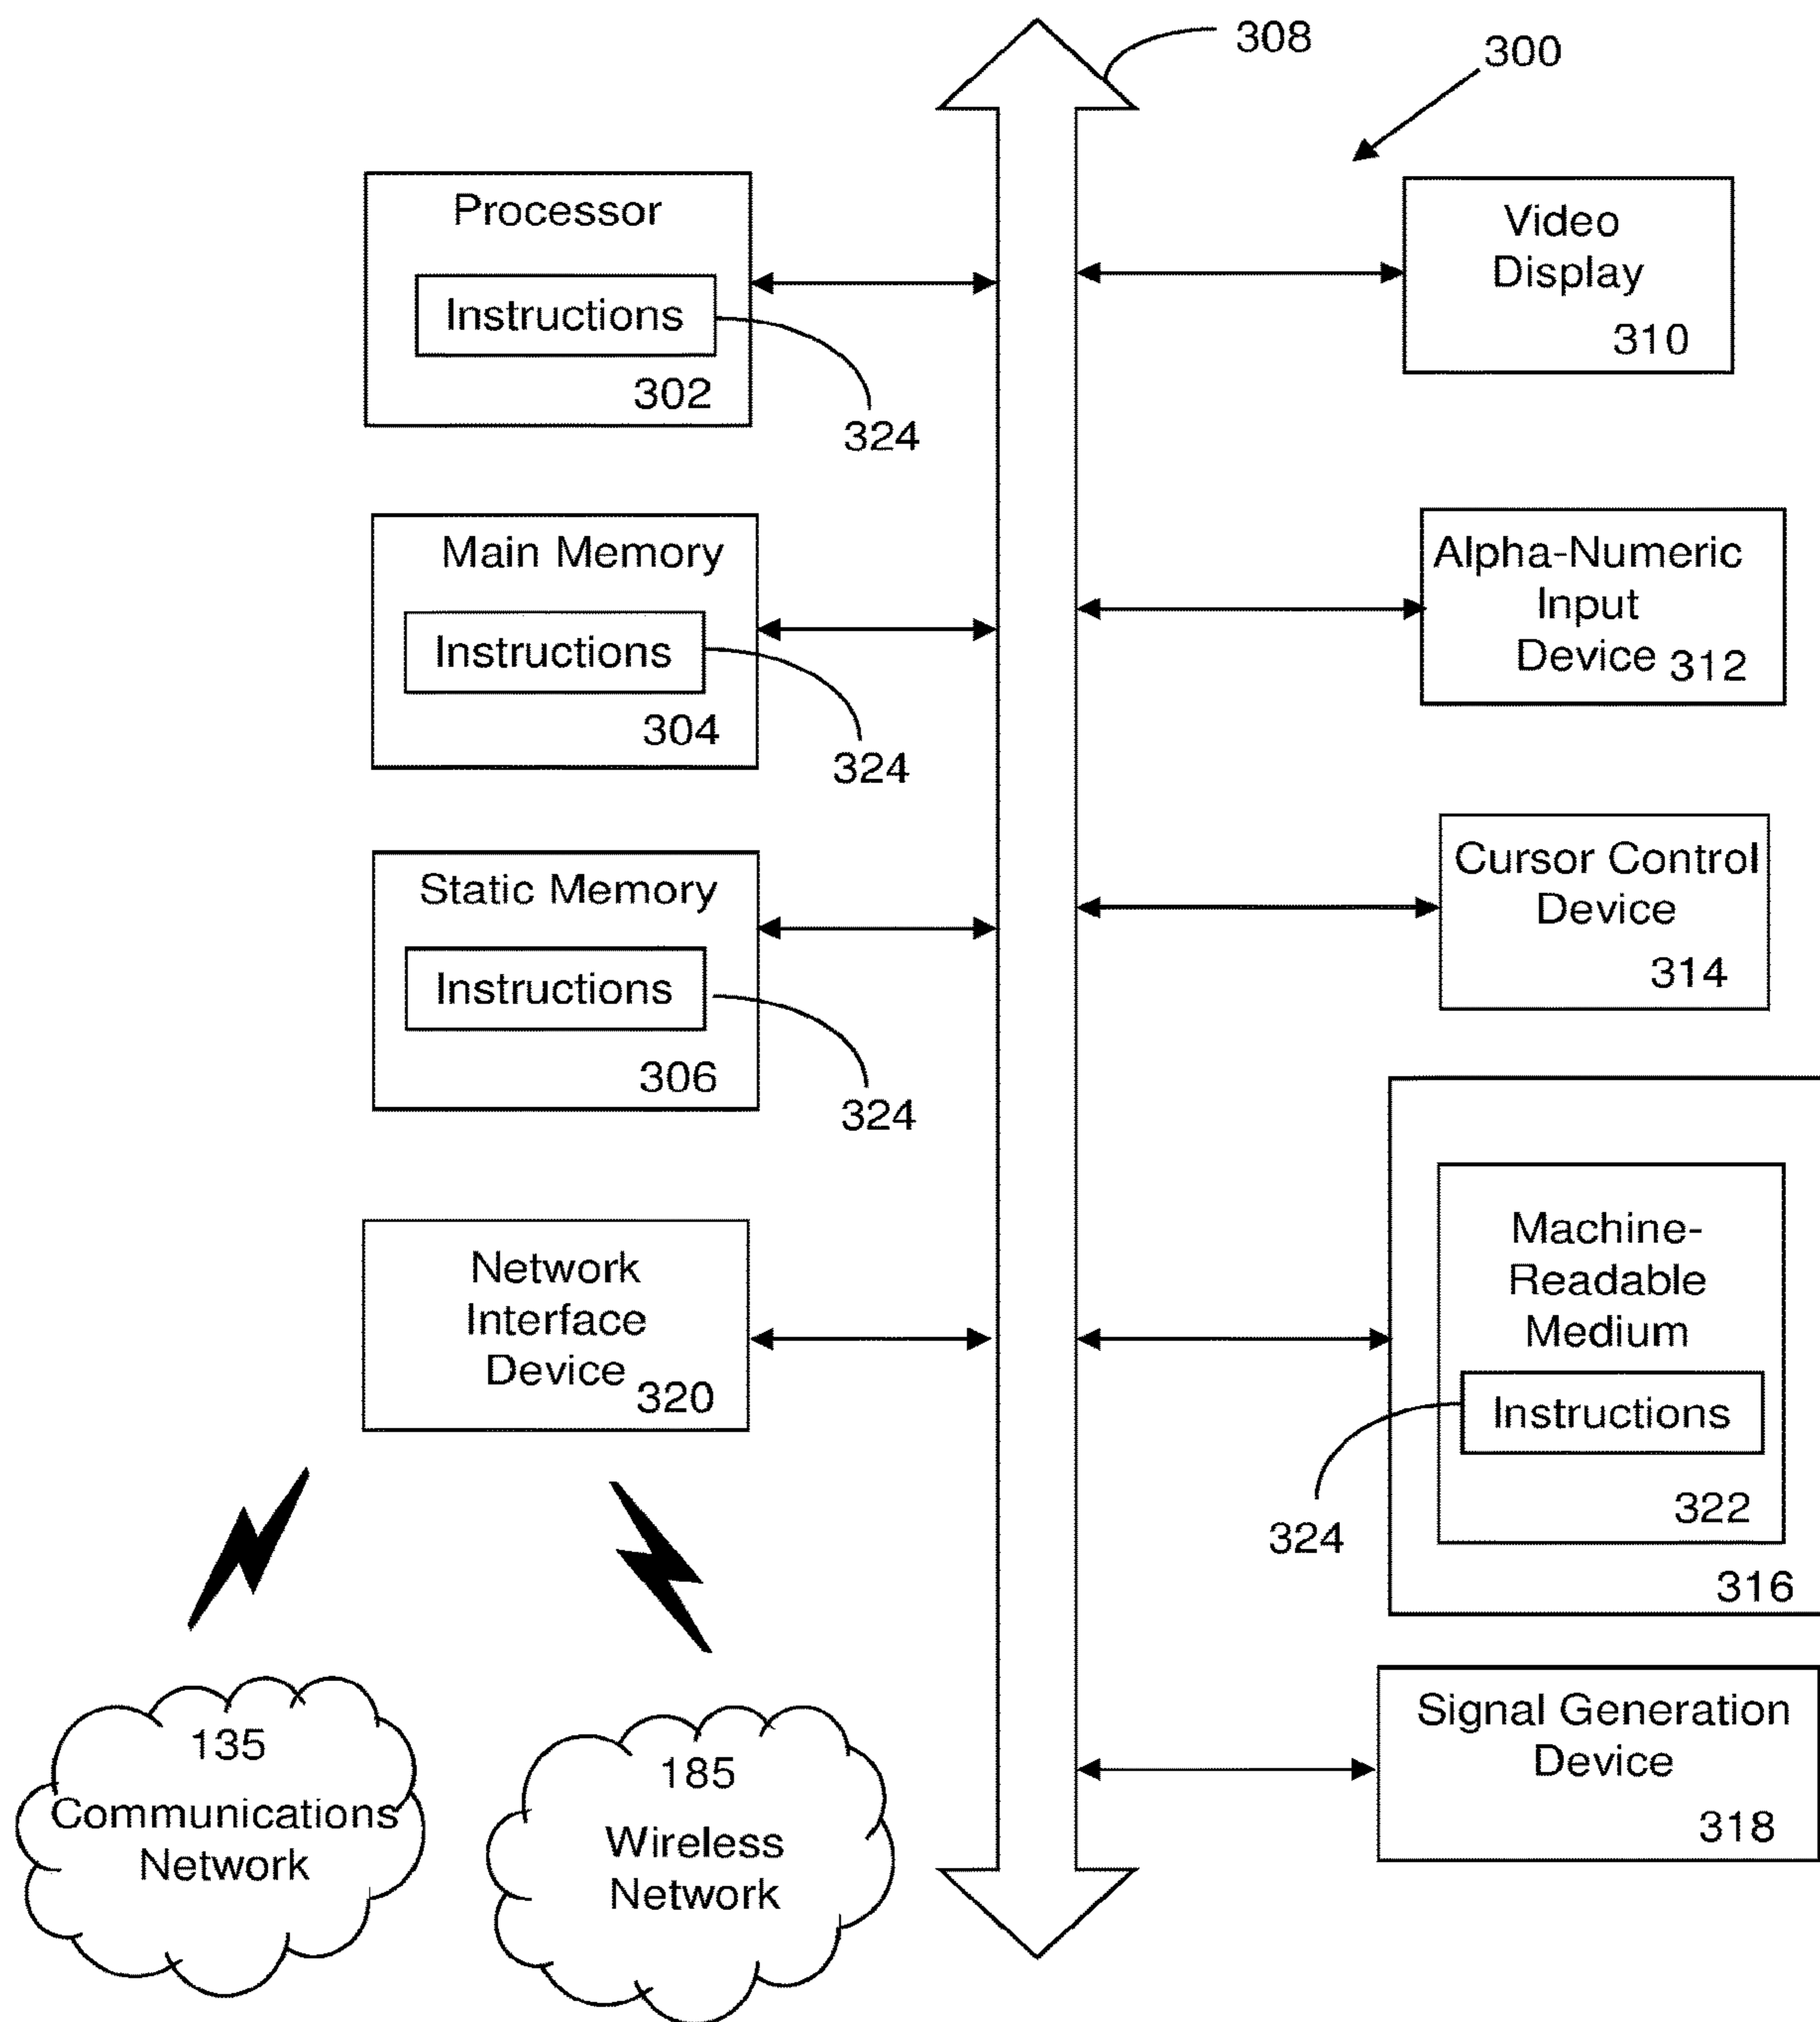 308
300
Processor
Instructions
302
324
Video
Display
310
Main Memory
Instructions
304
324
Alpha-Numeric
Input
Device 312
Static Memory
Instructions
306
324
Cursor Control
Device
314
Network
Interface
Device 320
Machine-
Readable
Medium
Instructions
322
324
316
135
Communications
Network
185
Wireless
Network
Signal Generation
Device
318